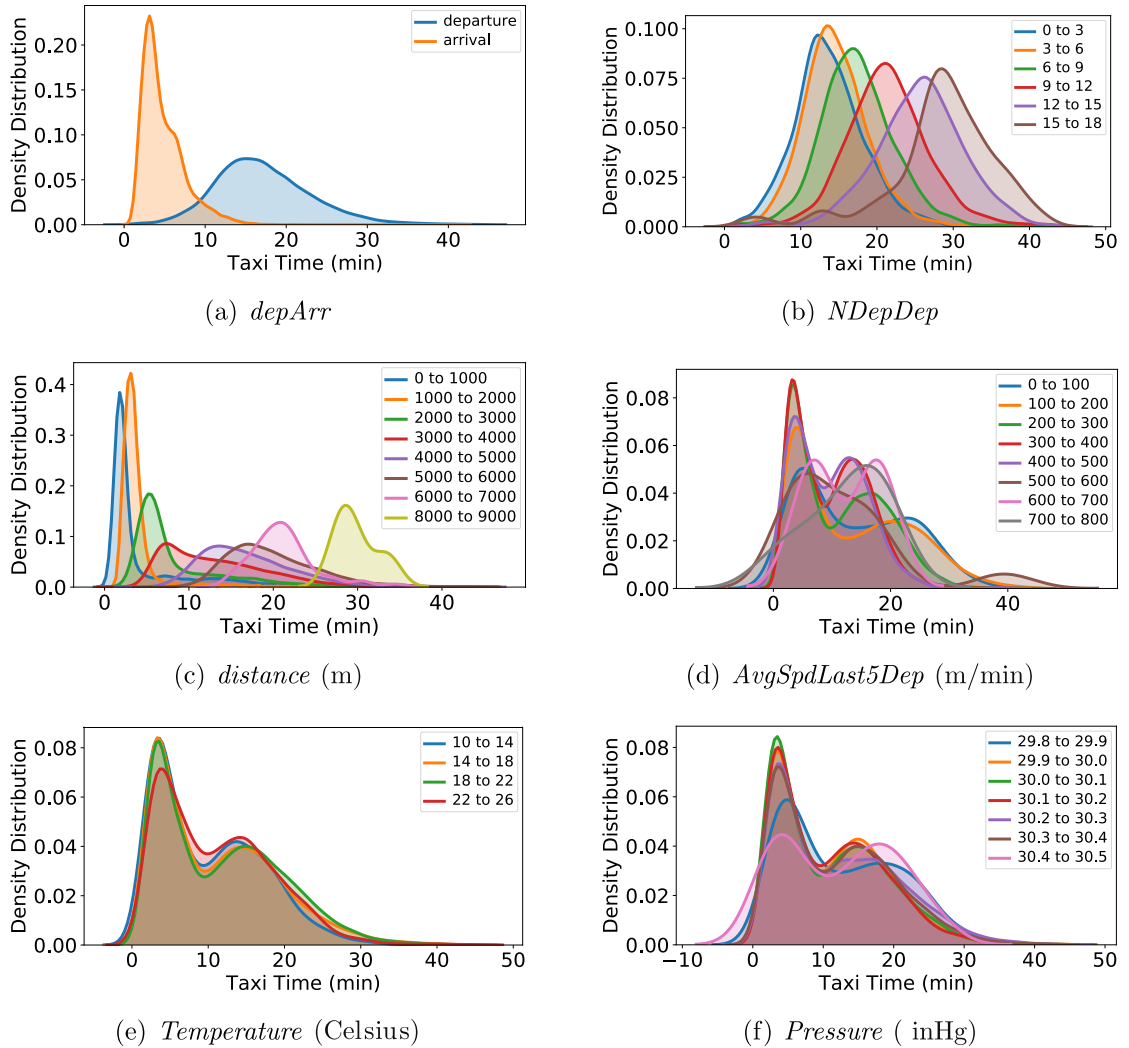 Density Distribution
0.20
0.15
0.10
0.05
0.00
departure
arrival
0
10
20
30
40
Taxi Time (min)
(a) depArr
Density Distribution
0.100
0.075
0.050
0.025
0.000
0 to 3
3 to 6
6 to 9
9 to 12
12 to 15
15 to 18
0
10
20
30
40
50
Taxi Time (min)
(b) NDepDep
Density Distribution
0.4
0.3
0.2
0.1
0.0
0 to 1000
1000 to 2000
2000 to 3000
3000 to 4000
4000 to 5000
5000 to 6000
6000 to 7000
8000 to 9000
0
10
20
30
40
Taxi Time (min)
(c) distance (m)
Density Distribution
0.08
0.06
0.04
0.02
0.00
0 to 100
100 to 200
200 to 300
300 to 400
400 to 500
500 to 600
600 to 700
700 to 800
0
20
40
Taxi Time (min)
(d) AvgSpdLast5Dep (m/min)
Density Distribution
0.08
0.06
0.04
0.02
0.00
10 to 14
14 to 18
18 to 22
22 to 26
0
10
20
30
40
50
Taxi Time (min)
(e) Temperature (Celsius)
Density Distribution
0.08
0.06
0.04
0.02
0.00
29.8 to 29.9
29.9 to 30.0
30.0 to 30.1
30.1 to 30.2
30.2 to 30.3
30.3 to 30.4
30.4 to 30.5
−10
0
10
20
30
40
50
Taxi Time (min)
(f) Pressure ( inHg)